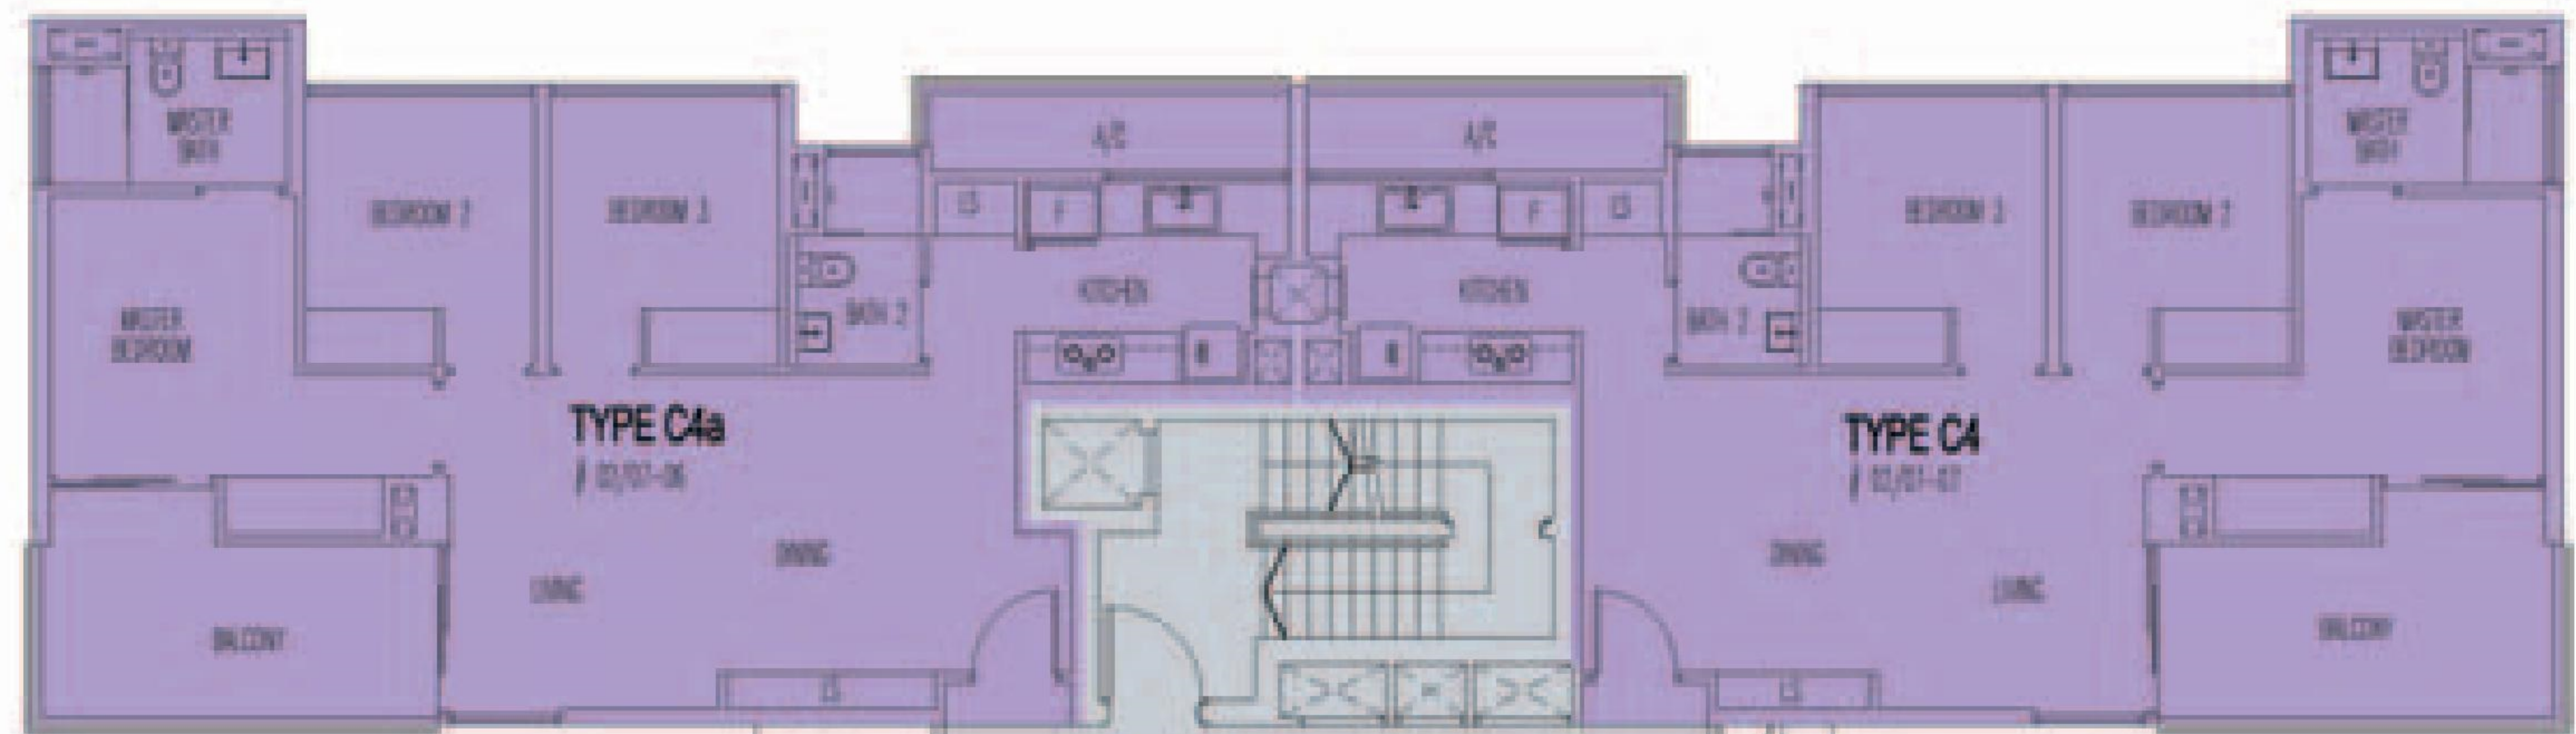 MASTER
BATH
BEDROOM 2
BEDROOM 3
A/C
A/C
BEDROOM 3
BEDROOM 2
MASTER
BATH
F
F
MASTER
BEDROOM
BATH 2
KITCHEN
KITCHEN
BATH 2
MASTER
BEDROOM
TYPE C4a
TYPE C4
LIVING
DINING
DINING
LIVING
BALCONY
BALCONY